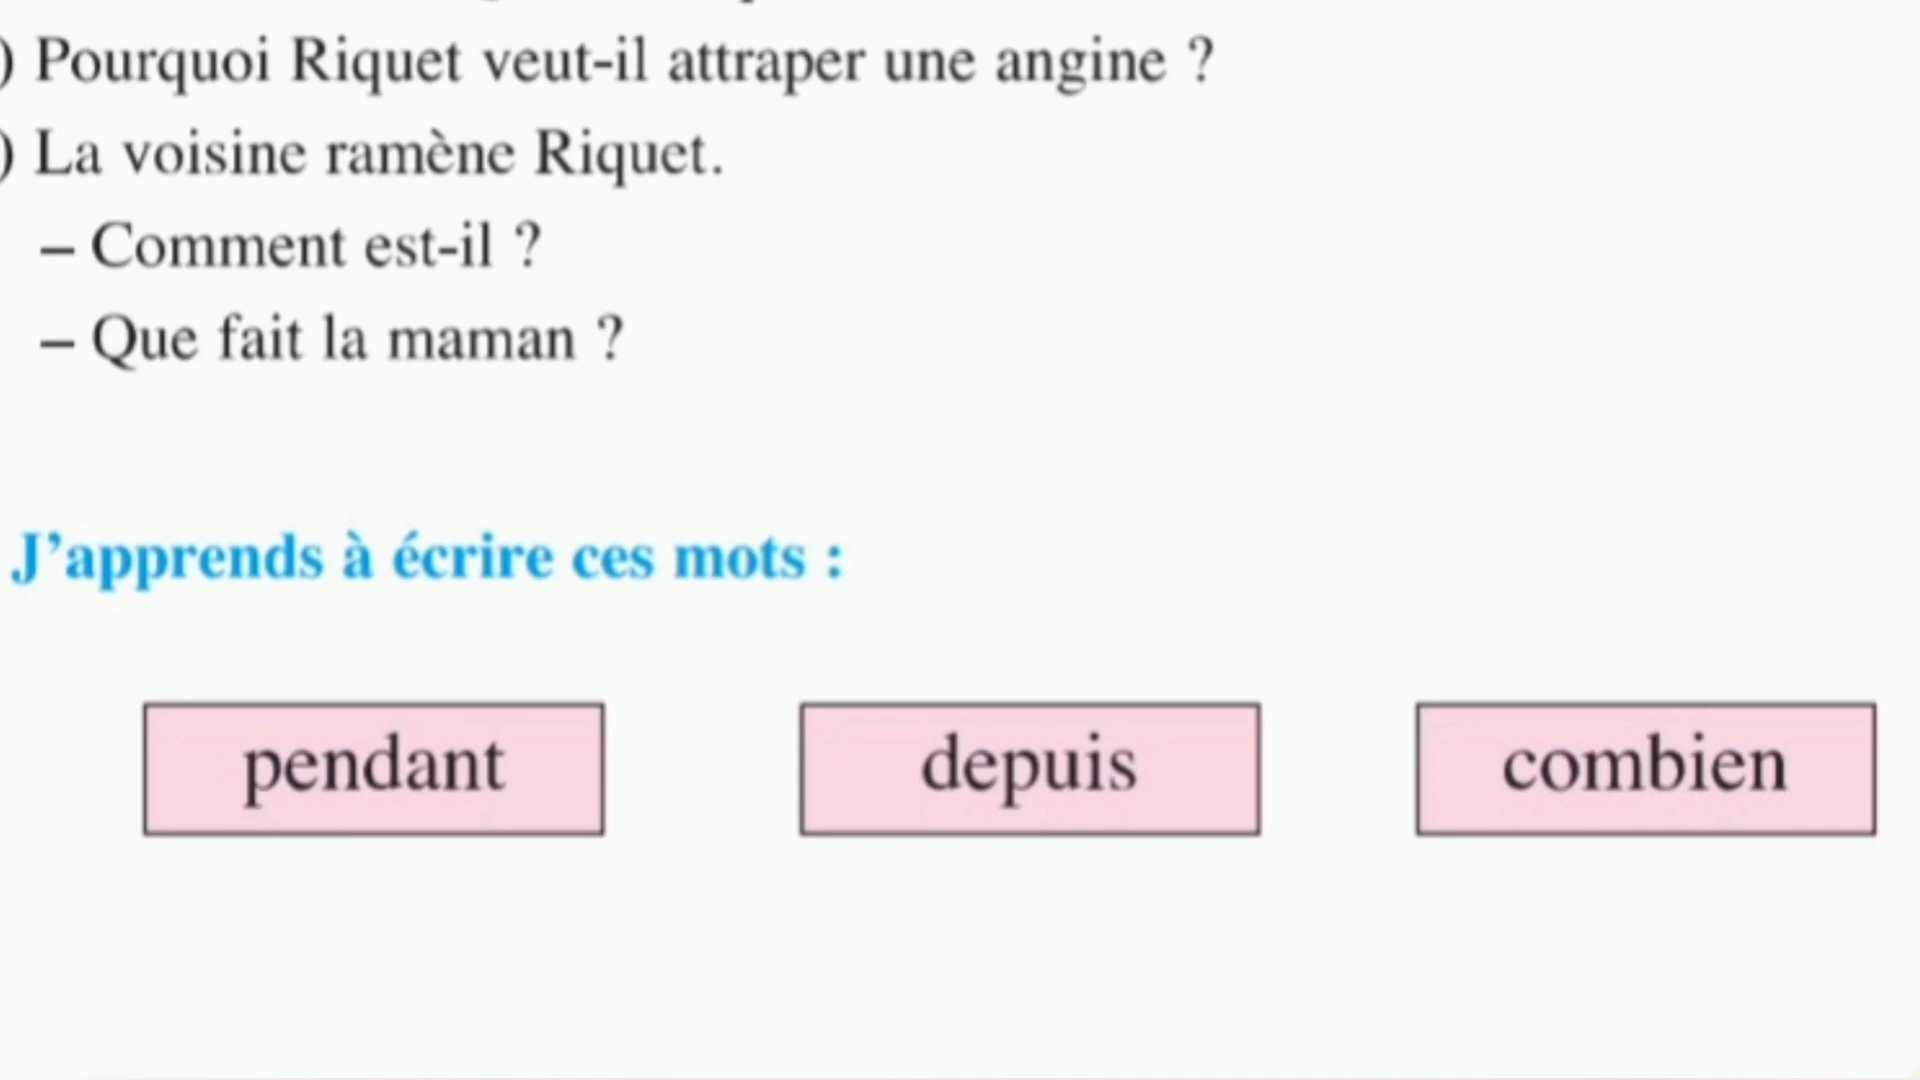 ) Pourquoi Riquet veut-il attraper une angine ?
) La voisine ramène Riquet.
– Comment est-il ?
– Que fait la maman ?
J’apprends à écrire ces mots :
pendant depuis combien